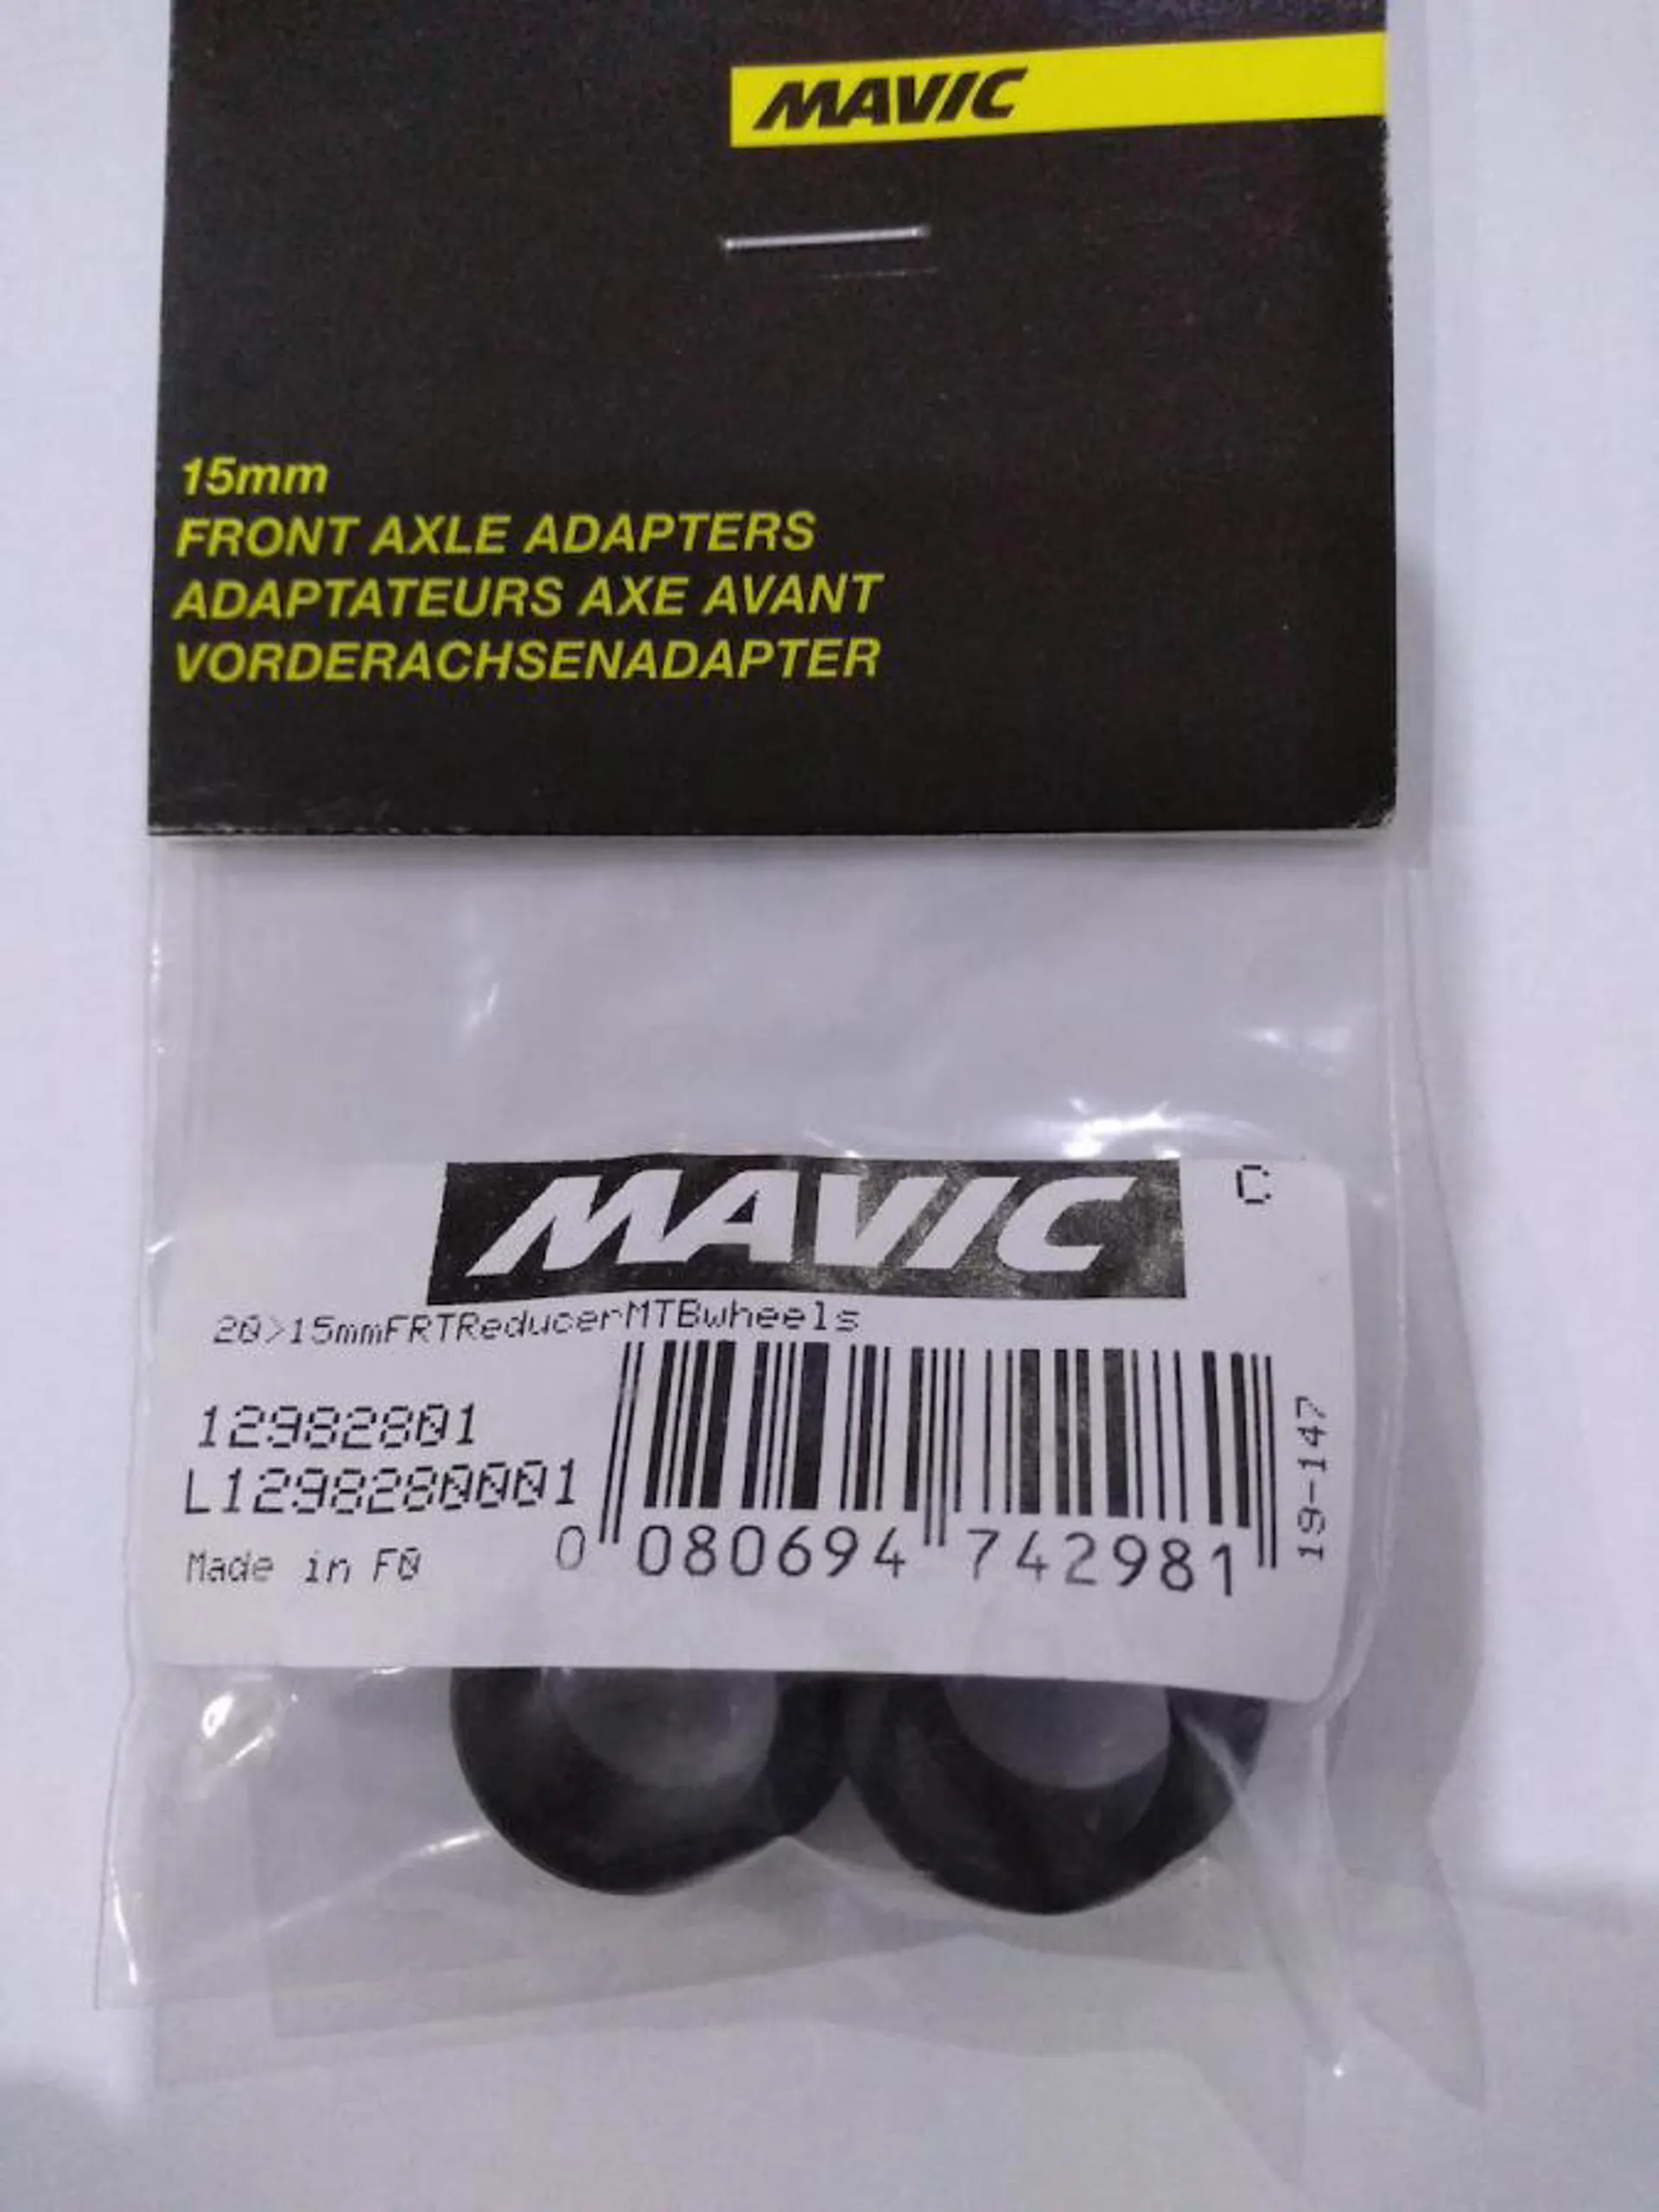 MAVIC
15mm
FRONT AXLE ADAPTERS
ADAPTATEURS AXE AVANT
VORDERACHSENADAPTER
MAVIC
C
20>15mmFRTReducerMTBwheels
12982801
L1298280001
Made in F0
0 080694 742981
19-147